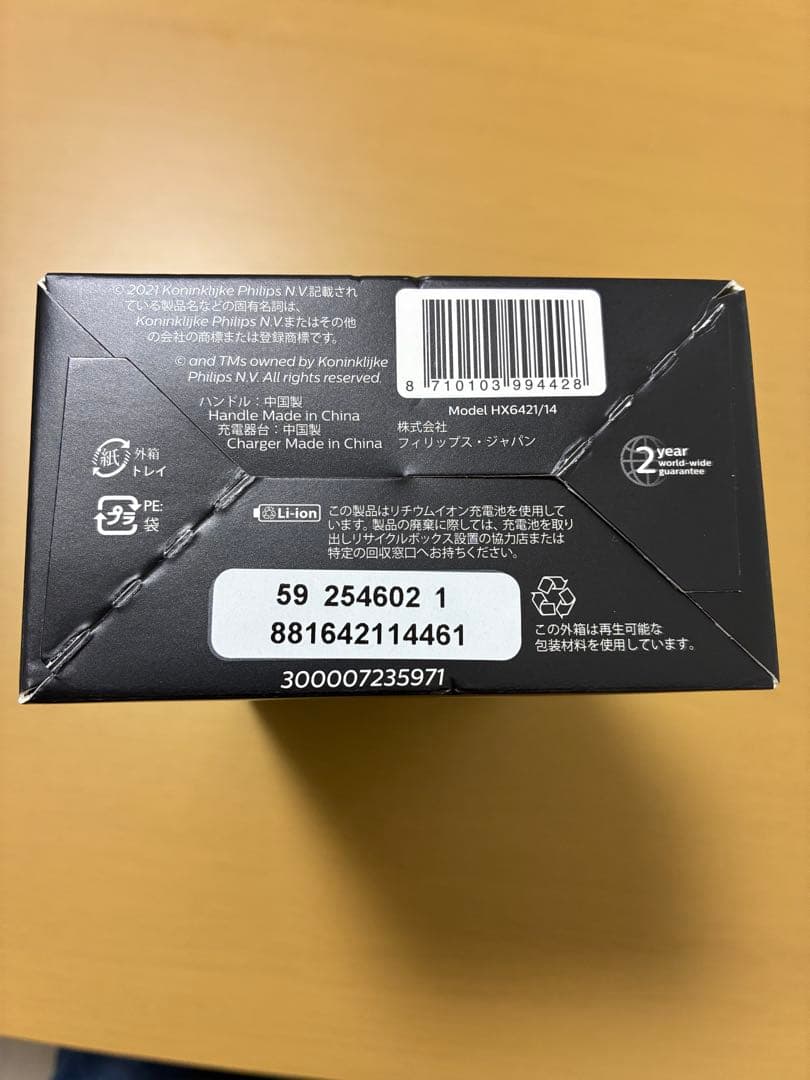 © 2021 Koninklijke Philips N.V.記載され
ている製品名などの固有名詞は、
Koninklijke Philips N.V.またはその他
の会社の商標または登録商標です。
© and TMs owned by Koninklijke
Philips N.V. All rights reserved.
ハンドル：中国製
Handle Made in China
充電器台：中国製
Charger Made in China
8 710103 994428
Model HX6421/14
株式会社
フィリップス・ジャパン
2 year
world-wide
guarantee
紙 外箱
トレイ
プラ PE:
袋
Li-ion
この製品はリチウムイオン充電池を使用して
います。製品の廃棄に際しては、充電池を取り
出しリサイクルボックス設置の協力店または
特定の回収窓口へお持ちください。
59 254602 1
881642114461
300007235971
この外箱は再生可能な
包装材料を使用しています。